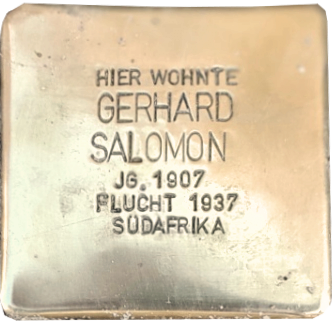 HIER WOHNTE
GERHARD
SALOMON
JG. 1907
FLUCHT 1937
SÜDAFRIKA